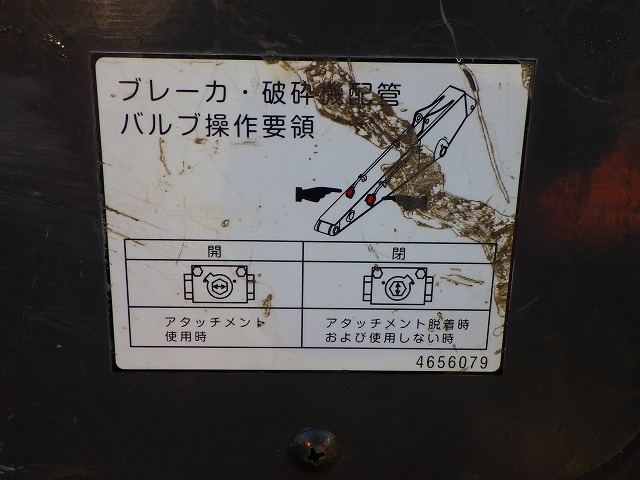 ブレーカ・破砕機配管
バルブ操作要領
開
閉
アタッチメント
使用時
アタッチメント脱着時
および使用しない時
4656079